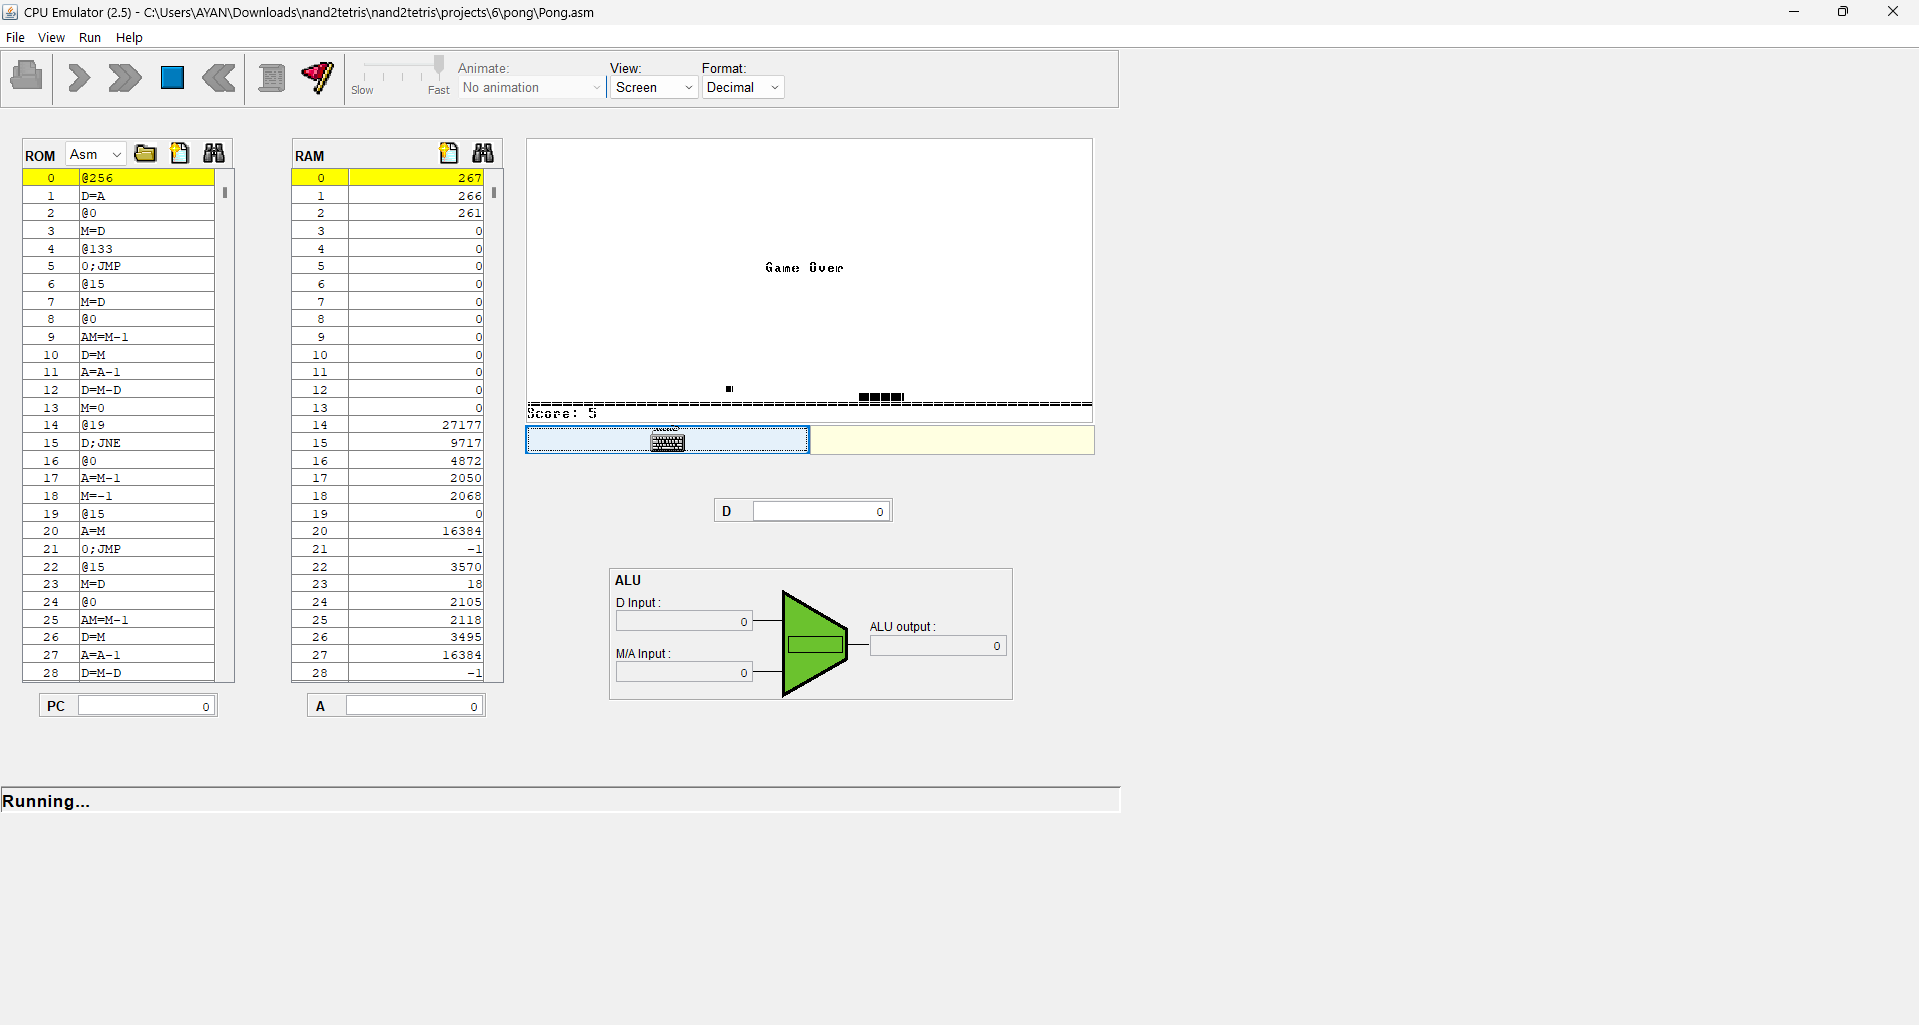 CPU Emulator (2.5) - C:\Users\AYAN\Downloads\nand2tetris\nand2tetris\projects\6\pong\Pong.asm
File View Run Help
Slow Fast
Animate:
No animation
View:
Screen
Format:
Decimal
ROM Asm
0 @256
1 D=A
2 @0
3 M=D
4 @133
5 0;JMP
6 @15
7 M=D
8 @0
9 AM=M-1
10 D=M
11 A=A-1
12 D=M-D
13 M=0
14 @19
15 D;JNE
16 @0
17 A=M-1
18 M=-1
19 @15
20 A=M
21 0;JMP
22 @15
23 M=D
24 @0
25 AM=M-1
26 D=M
27 A=A-1
28 D=M-D
PC 0
RAM
0 267
1 266
2 261
3 0
4 0
5 0
6 0
7 0
8 0
9 0
10 0
11 0
12 0
13 0
14 27177
15 9717
16 4872
17 2050
18 2068
19 0
20 16384
21 -1
22 3570
23 18
24 2105
25 2118
26 3495
27 16384
28 -1
A 0
Game Over
Score: 5
D 0
ALU
D Input :
0
M/A Input :
0
ALU output :
0
Running...